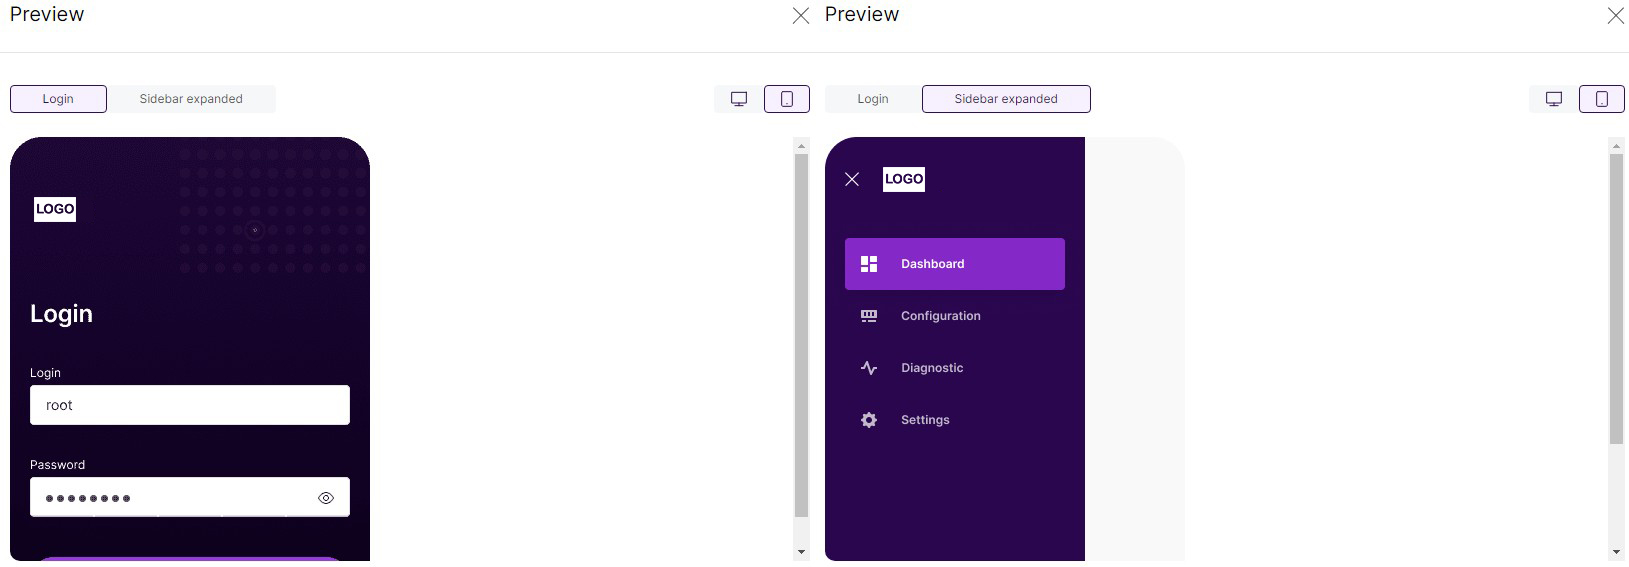 Preview
Login
Sidebar expanded
LOGO
Login
Login
root
Password
Preview
Login
Sidebar expanded
LOGO
Dashboard
Configuration
Diagnostic
Settings